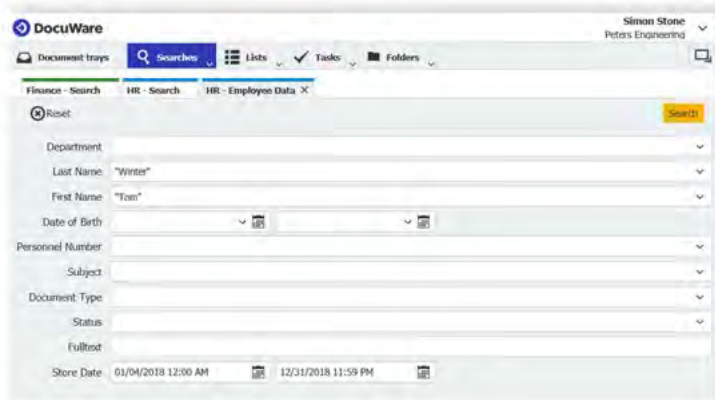 DocuWare
Simon Stone
Peters Engineering
Document trays Searches Lists Tasks Folders
Finance - Search HR - Search HR - Employee Data ×
Reset Search
Department
Last Name "Winter"
First Name "Tom"
Date of Birth
Personnel Number
Subject
Document Type
Status
Fulltext
Store Date 01/04/2018 12:00 AM 12/31/2018 11:59 PM